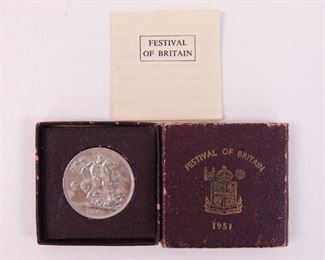 FESTIVAL
OF BRITAIN
FESTIVAL OF BRITAIN
1951